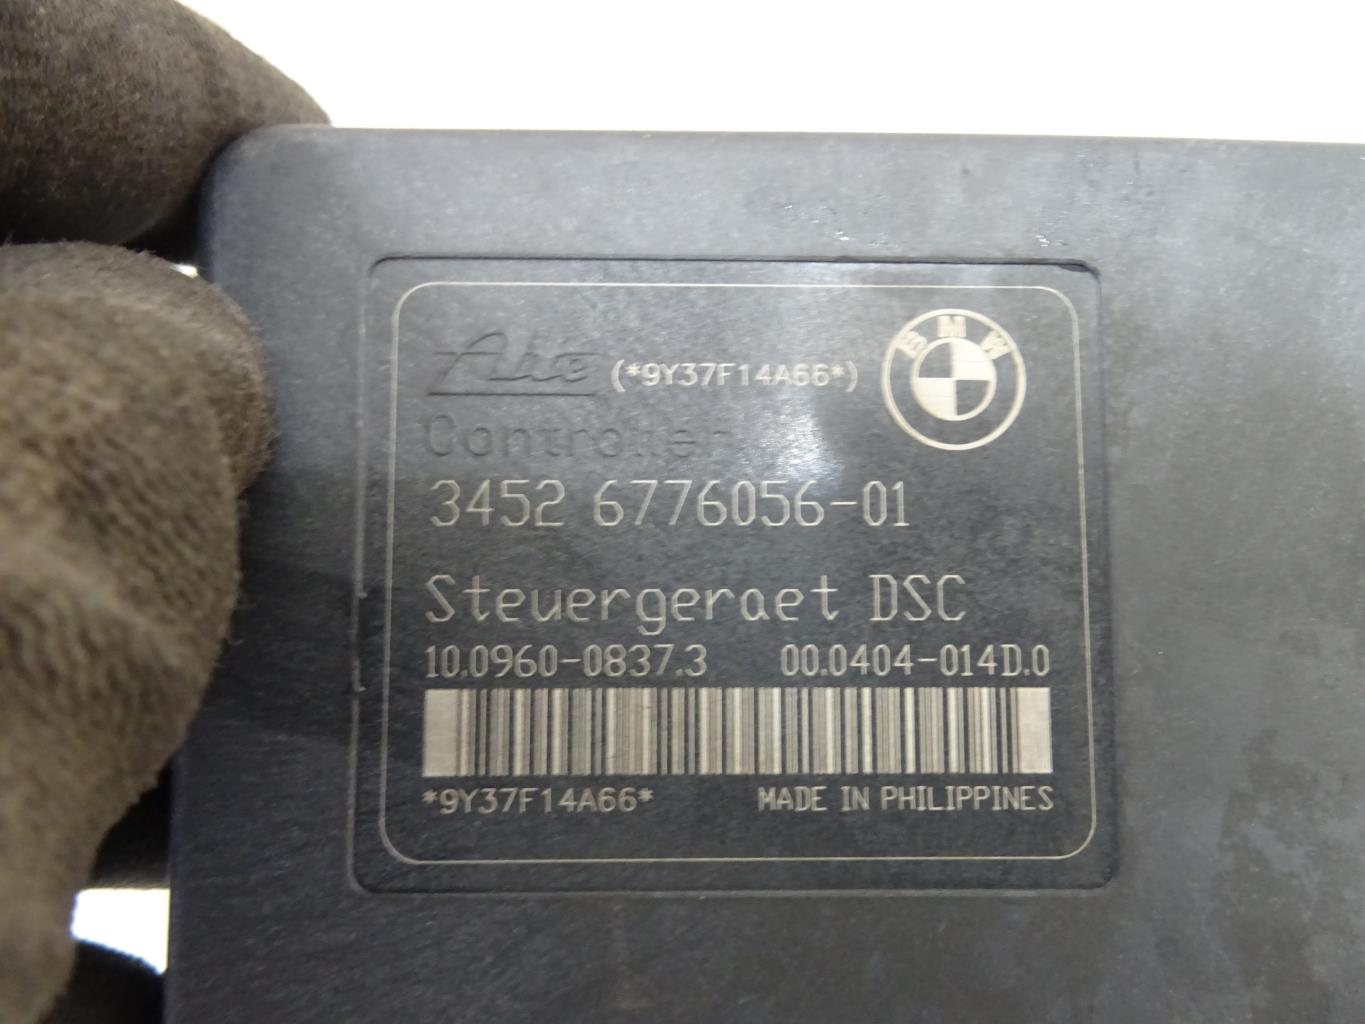 Ate (*9Y37F14A66*) BMW
Controller
3452 6776056-01
Steuergeraet DSC
10.0960-0837.3 00.0404-014D.0
*9Y37F14A66* MADE IN PHILIPPINES